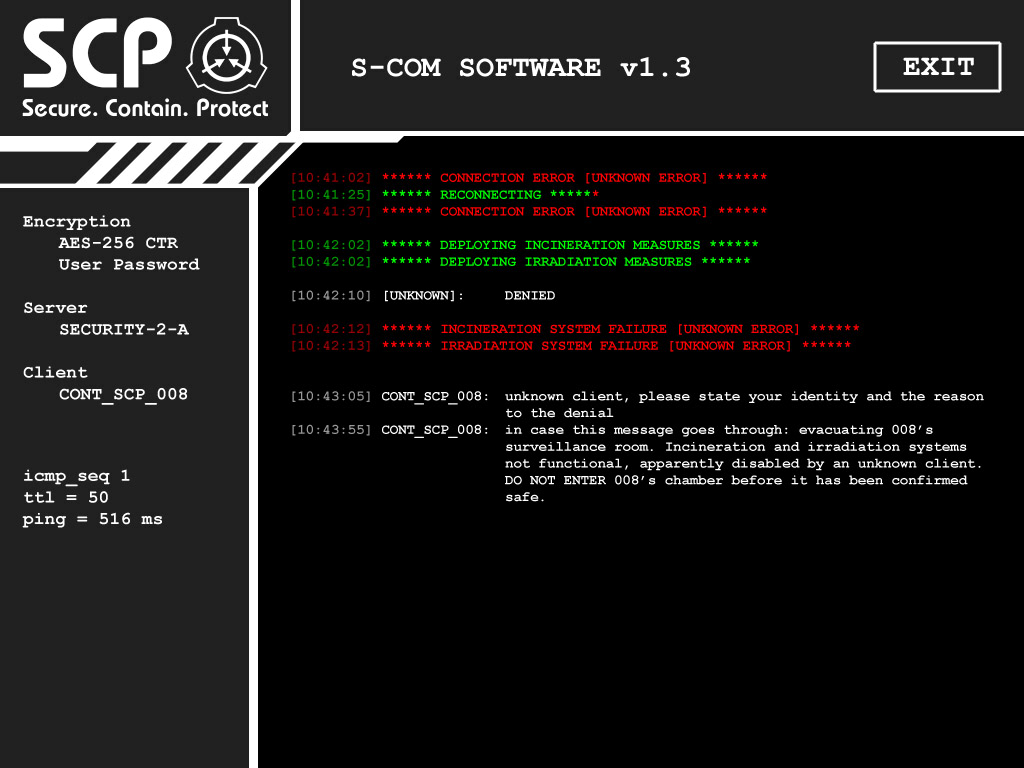 SCP
Secure. Contain. Protect
S-COM SOFTWARE v1.3
EXIT
Encryption
AES-256 CTR
User Password
Server
SECURITY-2-A
Client
CONT_SCP_008
icmp_seq 1
ttl = 50
ping = 516 ms
[10:41:02] ****** CONNECTION ERROR [UNKNOWN ERROR] ******
[10:41:25] ****** RECONNECTING ******
[10:41:37] ****** CONNECTION ERROR [UNKNOWN ERROR] ******
[10:42:02] ****** DEPLOYING INCINERATION MEASURES ******
[10:42:02] ****** DEPLOYING IRRADIATION MEASURES ******
[10:42:10] [UNKNOWN]: DENIED
[10:42:12] ****** INCINERATION SYSTEM FAILURE [UNKNOWN ERROR] ******
[10:42:13] ****** IRRADIATION SYSTEM FAILURE [UNKNOWN ERROR] ******
[10:43:05] CONT_SCP_008: unknown client, please state your identity and the reason
to the denial
[10:43:55] CONT_SCP_008: in case this message goes through: evacuating 008's
surveillance room. Incineration and irradiation systems
not functional, apparently disabled by an unknown client.
DO NOT ENTER 008's chamber before it has been confirmed
safe.